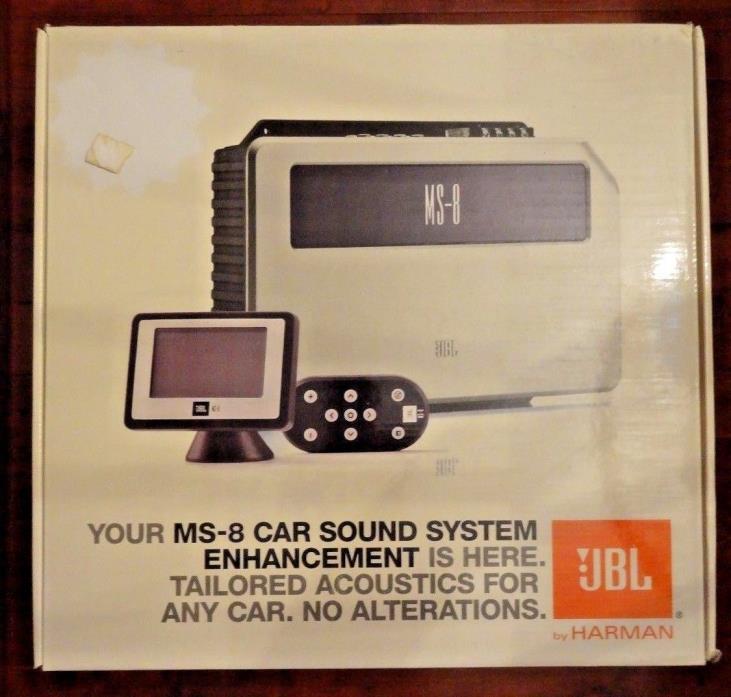 MS-8
JBL
JBL
YOUR MS-8 CAR SOUND SYSTEM
ENHANCEMENT IS HERE.
TAILORED ACOUSTICS FOR
ANY CAR. NO ALTERATIONS.
JBL
®
by HARMAN